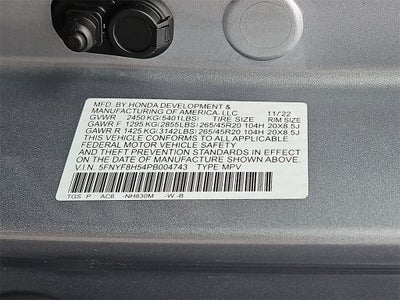 MFD. BY HONDA DEVELOPMENT &
MANUFACTURING OF AMERICA, LLC 11/22
GVWR 2450 KG(5401LBS) TIRE SIZE RIM SIZE
GAWR F 1295 KG(2855LBS) 265/45R20 104H 20X8.5J
GAWR R 1425 KG(3142LBS) 265/45R20 104H 20X8.5J
THIS VEHICLE CONFORMS TO ALL APPLICABLE
FEDERAL MOTOR VEHICLE SAFETY AND
THEFT PREVENTION STANDARDS IN EFFECT ON
THE DATE OF MANUFACTURE SHOWN ABOVE.
V.I.N. 5FNYF8H54PB004743 TYPE MPV
TGS P AC6 -NH830M -W -B